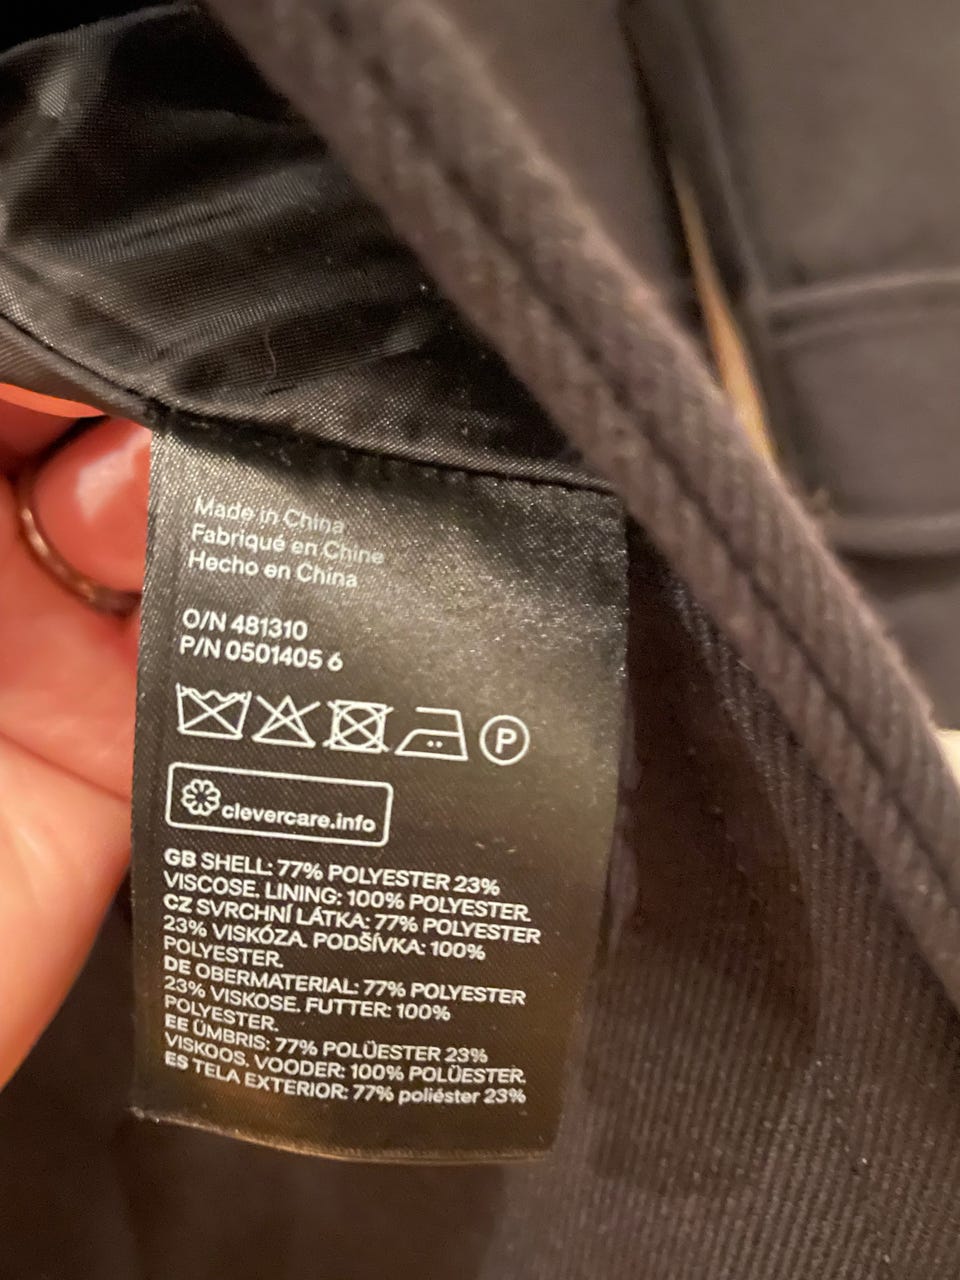 Made in China
Fabriqué en Chine
Hecho en China
O/N 481310
P/N 0501405 6
P
clevercare.info
GB SHELL: 77% POLYESTER 23%
VISCOSE. LINING: 100% POLYESTER.
CZ SVRCHNÍ LÁTKA: 77% POLYESTER
23% VISKÓZA. PODŠÍVKA: 100%
POLYESTER.
DE OBERMATERIAL: 77% POLYESTER
23% VISKOSE. FUTTER: 100%
POLYESTER.
EE ÜMBRIS: 77% POLÜESTER 23%
VISKOOS. VOODER: 100% POLÜESTER.
ES TELA EXTERIOR: 77% poliéster 23%